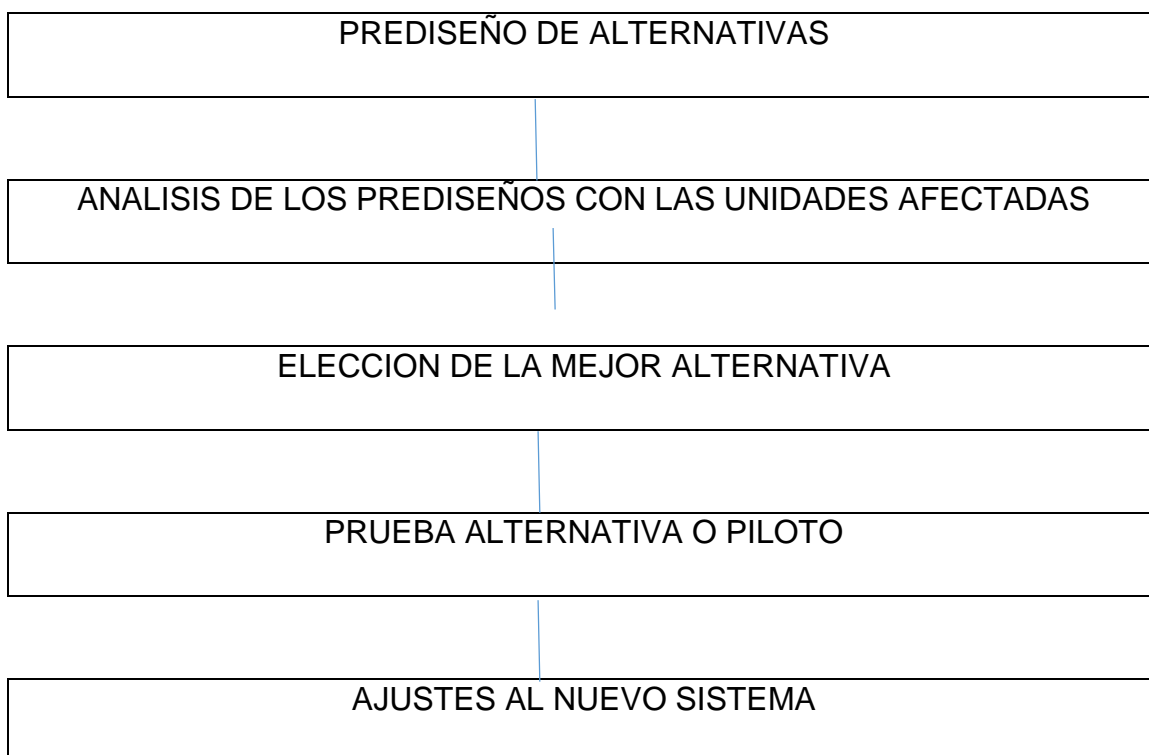 PREDISEÑO DE ALTERNATIVAS
ANALISIS DE LOS PREDISEÑOS CON LAS UNIDADES AFECTADAS
ELECCION DE LA MEJOR ALTERNATIVA
PRUEBA ALTERNATIVA O PILOTO
AJUSTES AL NUEVO SISTEMA